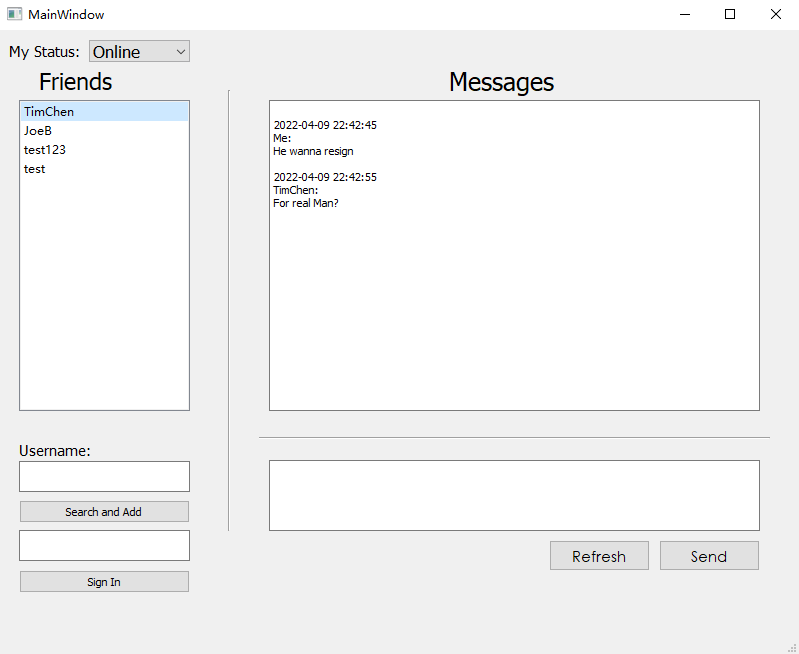 MainWindow
My Status: Online
Friends
TimChen
JoeB
test123
test
Username:
Search and Add
Sign In
Messages
2022-04-09 22:42:45
Me:
He wanna resign
2022-04-09 22:42:55
TimChen:
For real Man?
Refresh
Send